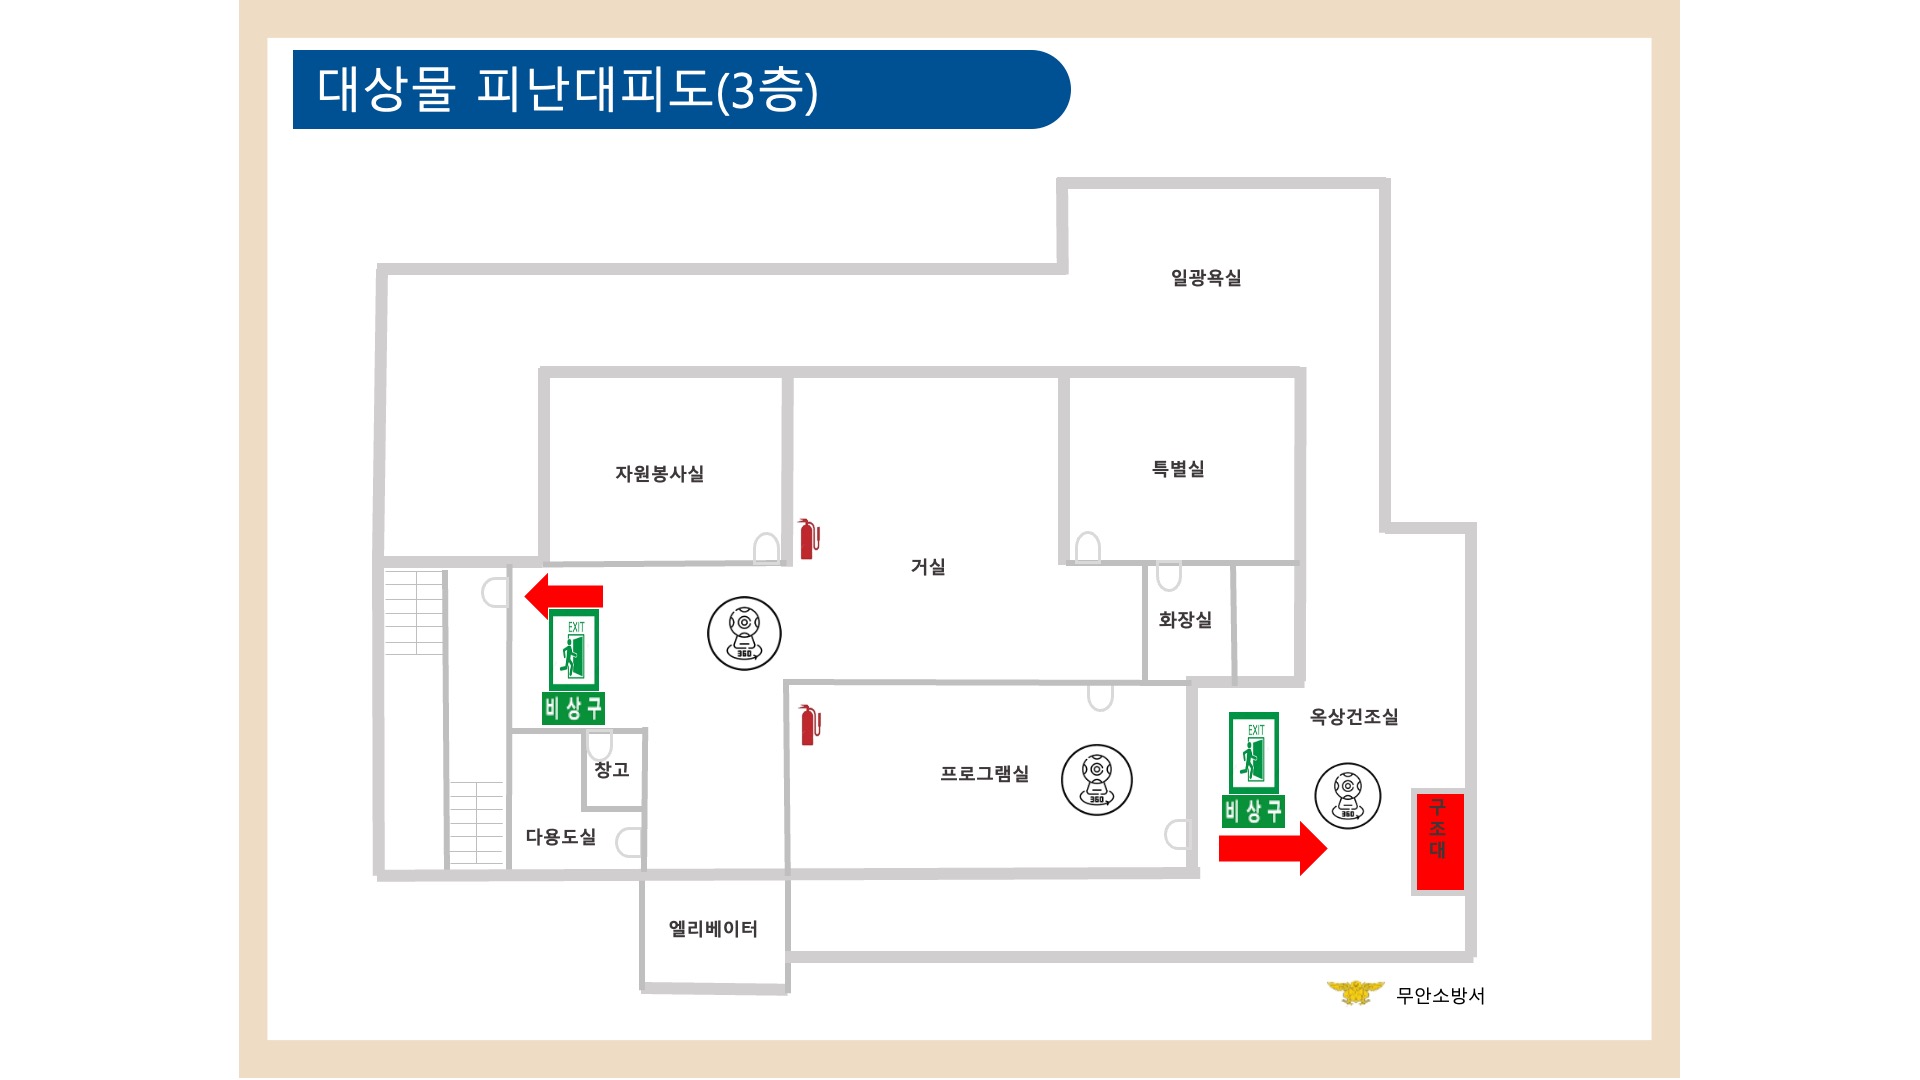 대상물 피난대피도(3층)
일광욕실
자원봉사실
특별실
거실
화장실
EXIT
비상구
360
옥상건조실
EXIT
비상구
창고
프로그램실
360
360
구
조
대
다용도실
엘리베이터
무안소방서